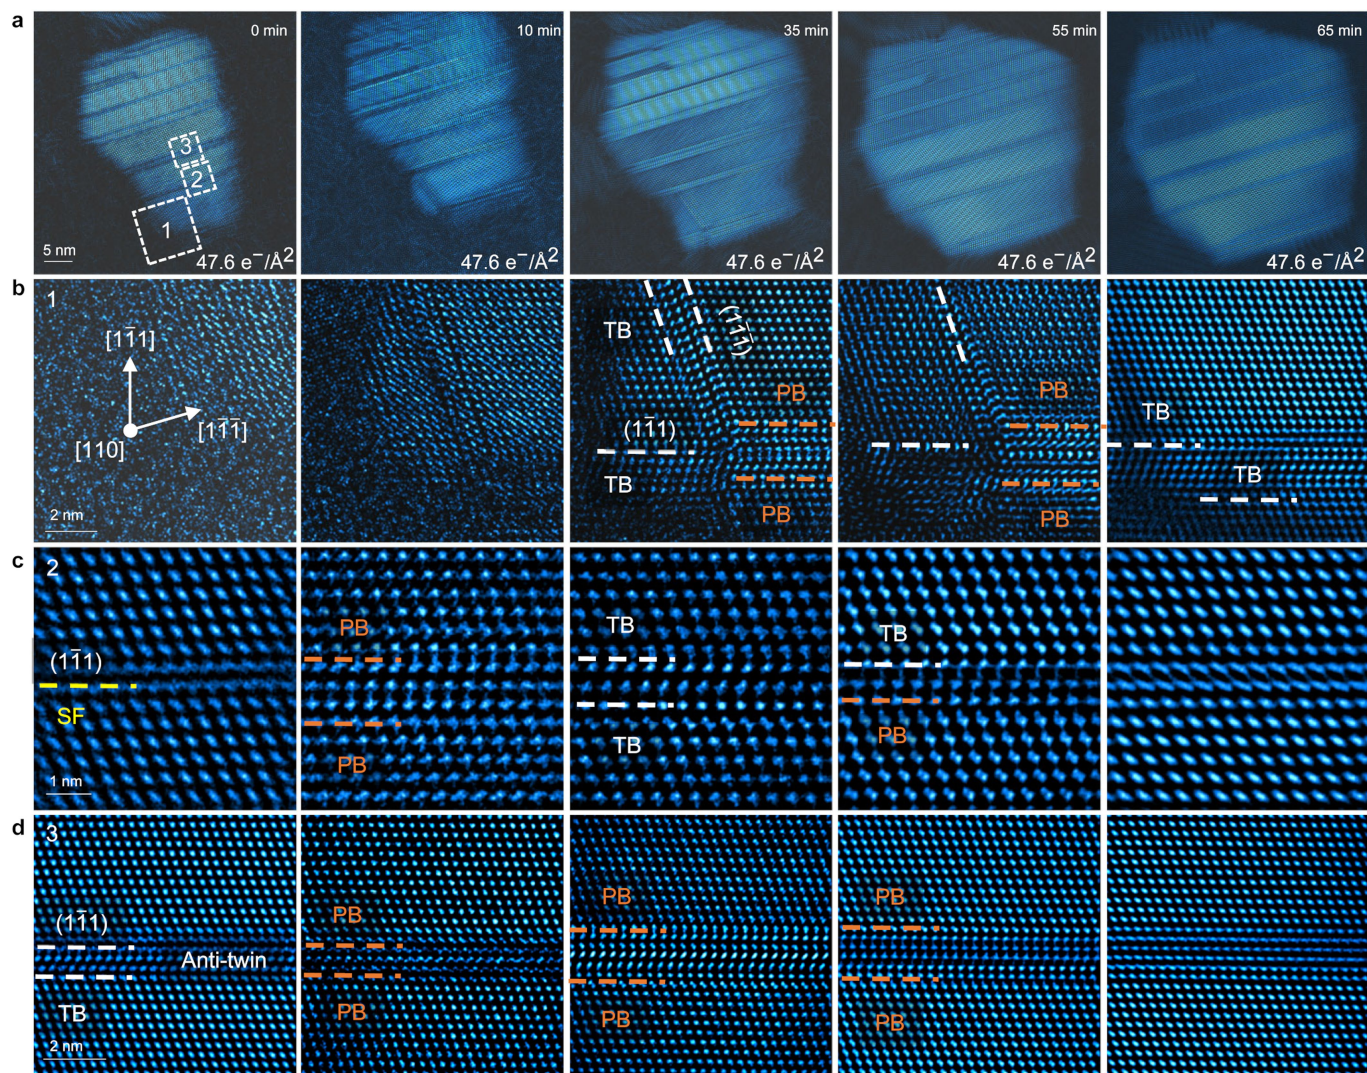 a
0 min
10 min
35 min
55 min
65 min
3
2
1
5 nm
47.6 e⁻/Å²
47.6 e⁻/Å²
47.6 e⁻/Å²
47.6 e⁻/Å²
47.6 e⁻/Å²
b
1
[11̄1]
[11̄1̄]
[110]
2 nm
TB
(11̄1̄)
PB
(11̄1)
TB
PB
PB
PB
TB
TB
c
2
(11̄1)
SF
1 nm
PB
PB
TB
TB
TB
PB
d
3
(11̄1)
Anti-twin
TB
2 nm
PB
PB
PB
PB
PB
PB